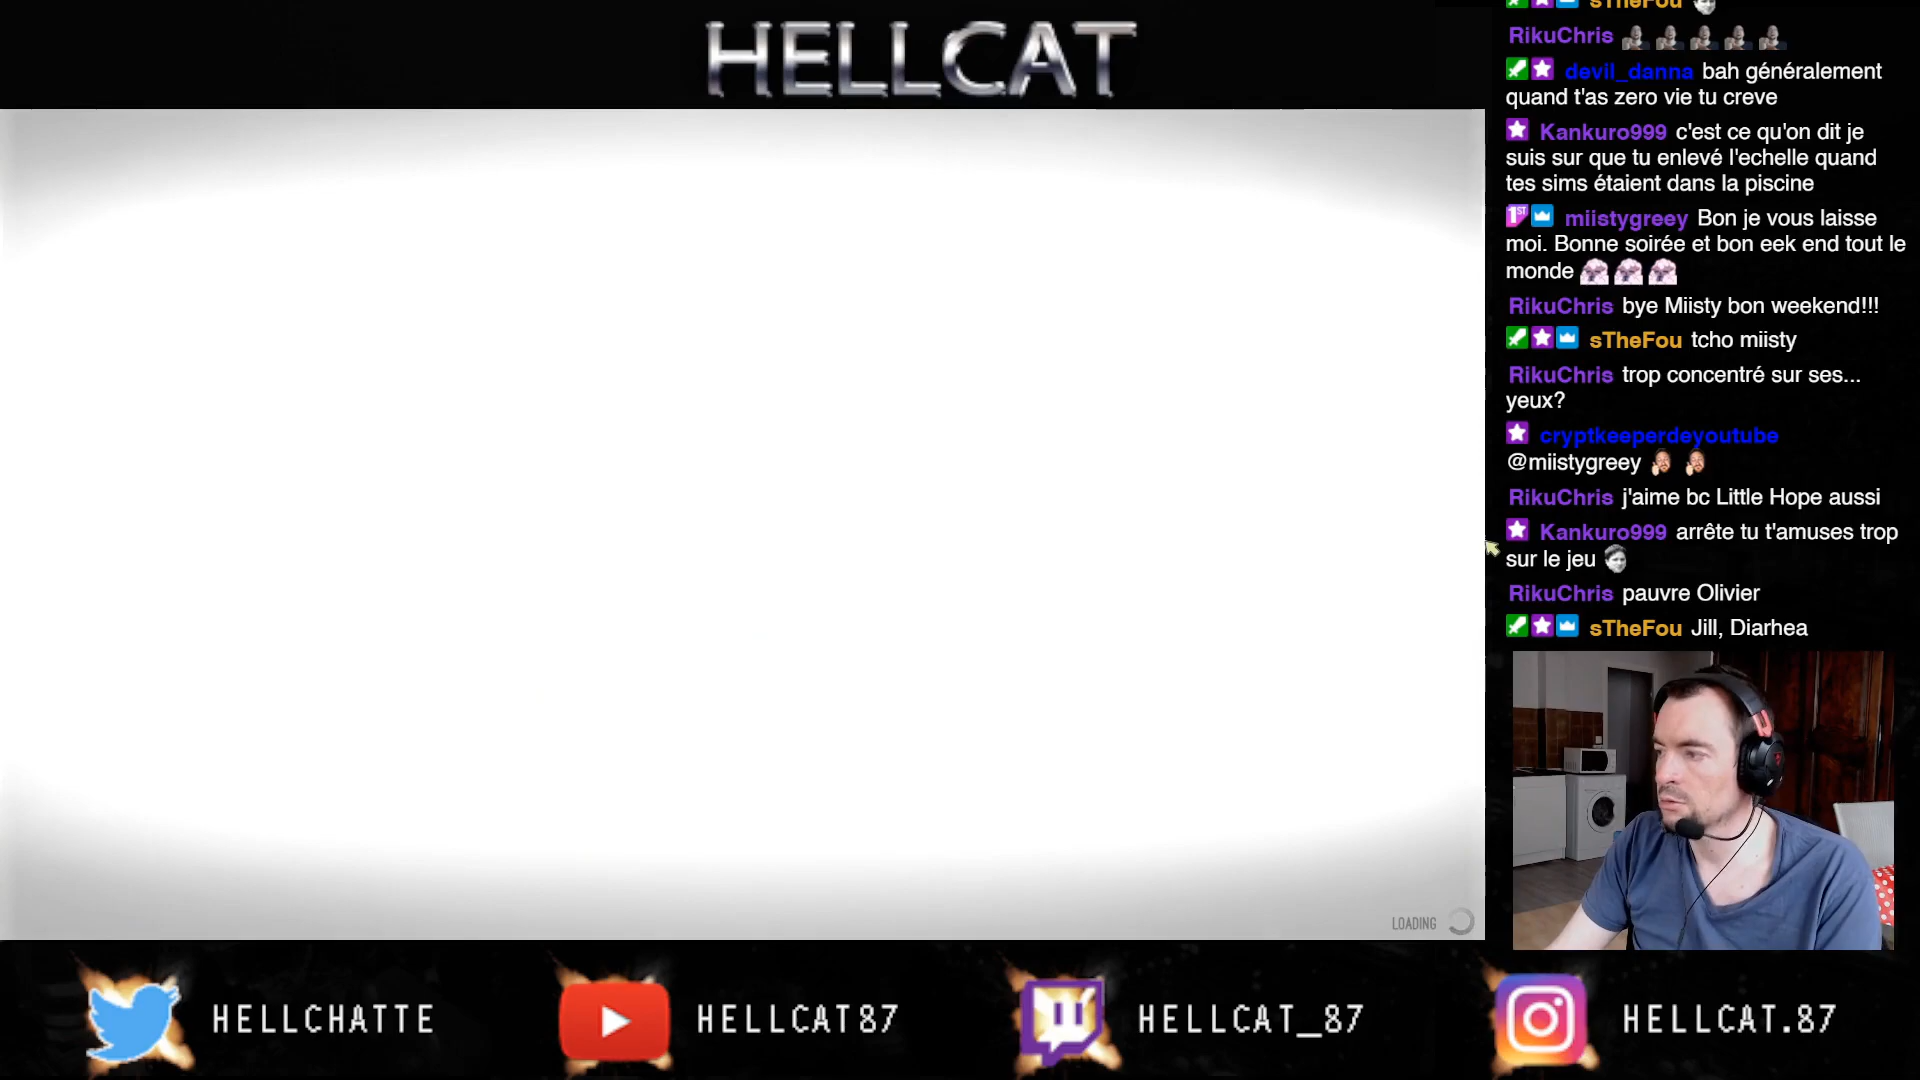 HELLCAT
sTheFou
RikuChris
devil_danna bah généralement
quand t'as zero vie tu creve
Kankuro999 c'est ce qu'on dit je
suis sur que tu enlevé l'echelle quand
tes sims étaient dans la piscine
1ST miistygreey Bon je vous laisse
moi. Bonne soirée et bon eek end tout le
monde
RikuChris bye Miisty bon weekend!!!
sTheFou tcho miisty
RikuChris trop concentré sur ses...
yeux?
cryptkeeperdeyoutube
@miistygreey
RikuChris j'aime bc Little Hope aussi
Kankuro999 arrête tu t'amuses trop
sur le jeu
RikuChris pauvre Olivier
sTheFou Jill, Diarhea
LOADING
HELLCHATTE
HELLCAT87
HELLCAT_87
HELLCAT.87